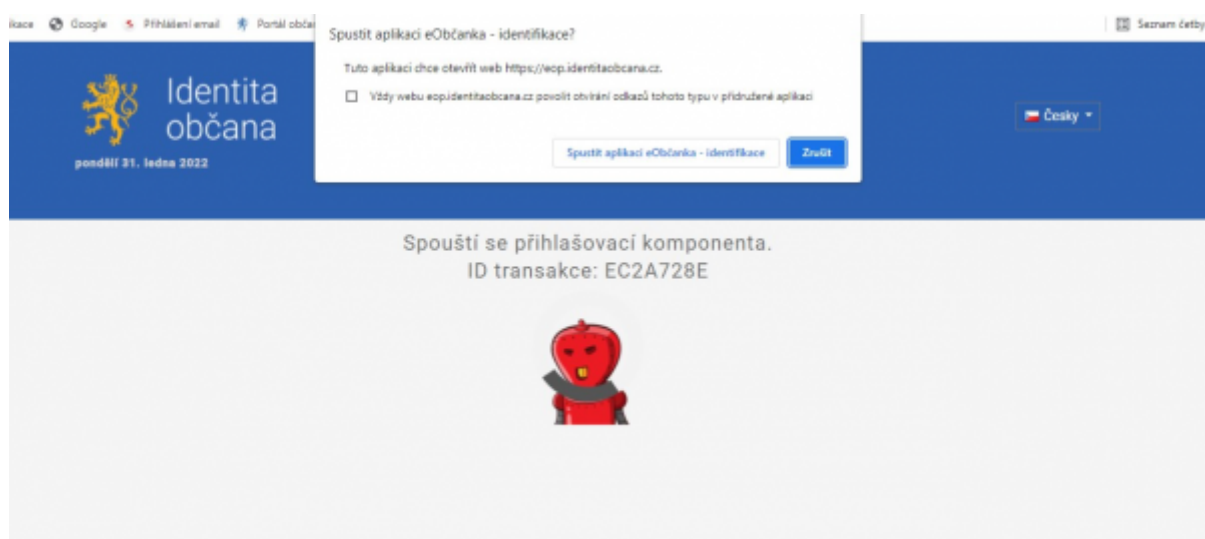 Google Přihlášení email Portál obča
Seznam četby
Spustit aplikaci eObčanka - identifikace?
Tuto aplikaci chce otevřít web https://eop.identitaobcana.cz.
Vždy webu eop.identitaobcana.cz povolit otvírání odkazů tohoto typu v přidružené aplikaci
Spustit aplikaci eObčanka - identifikace Zrušit
Identita
občana
pondělí 31. ledna 2022
Česky
Spouští se přihlašovací komponenta.
ID transakce: EC2A728E